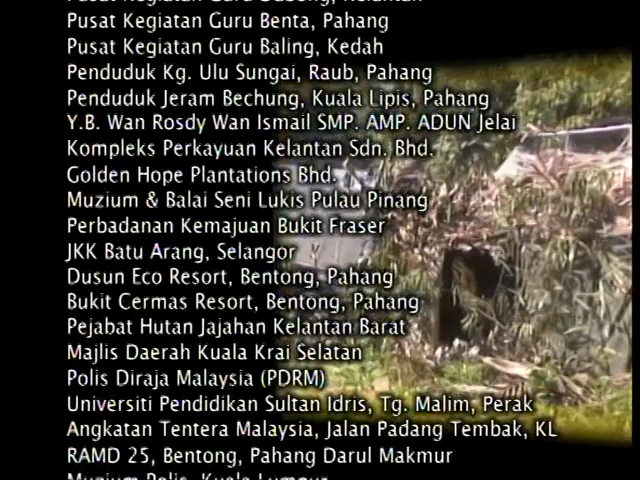 Pusat Kegiatan Guru Benta, Pahang
Pusat Kegiatan Guru Baling, Kedah
Penduduk Kg. Ulu Sungai, Raub, Pahang
Penduduk Jeram Bechung, Kuala Lipis, Pahang
Y.B. Wan Rosdy Wan Ismail SMP. AMP. ADUN Jelai
Kompleks Perkayuan Kelantan Sdn. Bhd.
Golden Hope Plantations Bhd.
Muzium & Balai Seni Lukis Pulau Pinang
Perbadanan Kemajuan Bukit Fraser
JKK Batu Arang, Selangor
Dusun Eco Resort, Bentong, Pahang
Bukit Cermas Resort, Bentong, Pahang
Pejabat Hutan Jajahan Kelantan Barat
Majlis Daerah Kuala Krai Selatan
Polis Diraja Malaysia (PDRM)
Universiti Pendidikan Sultan Idris, Tg. Malim, Perak
Angkatan Tentera Malaysia, Jalan Padang Tembak, KL
RAMD 25, Bentong, Pahang Darul Makmur
Muzium Polis, Kuala Lumpur